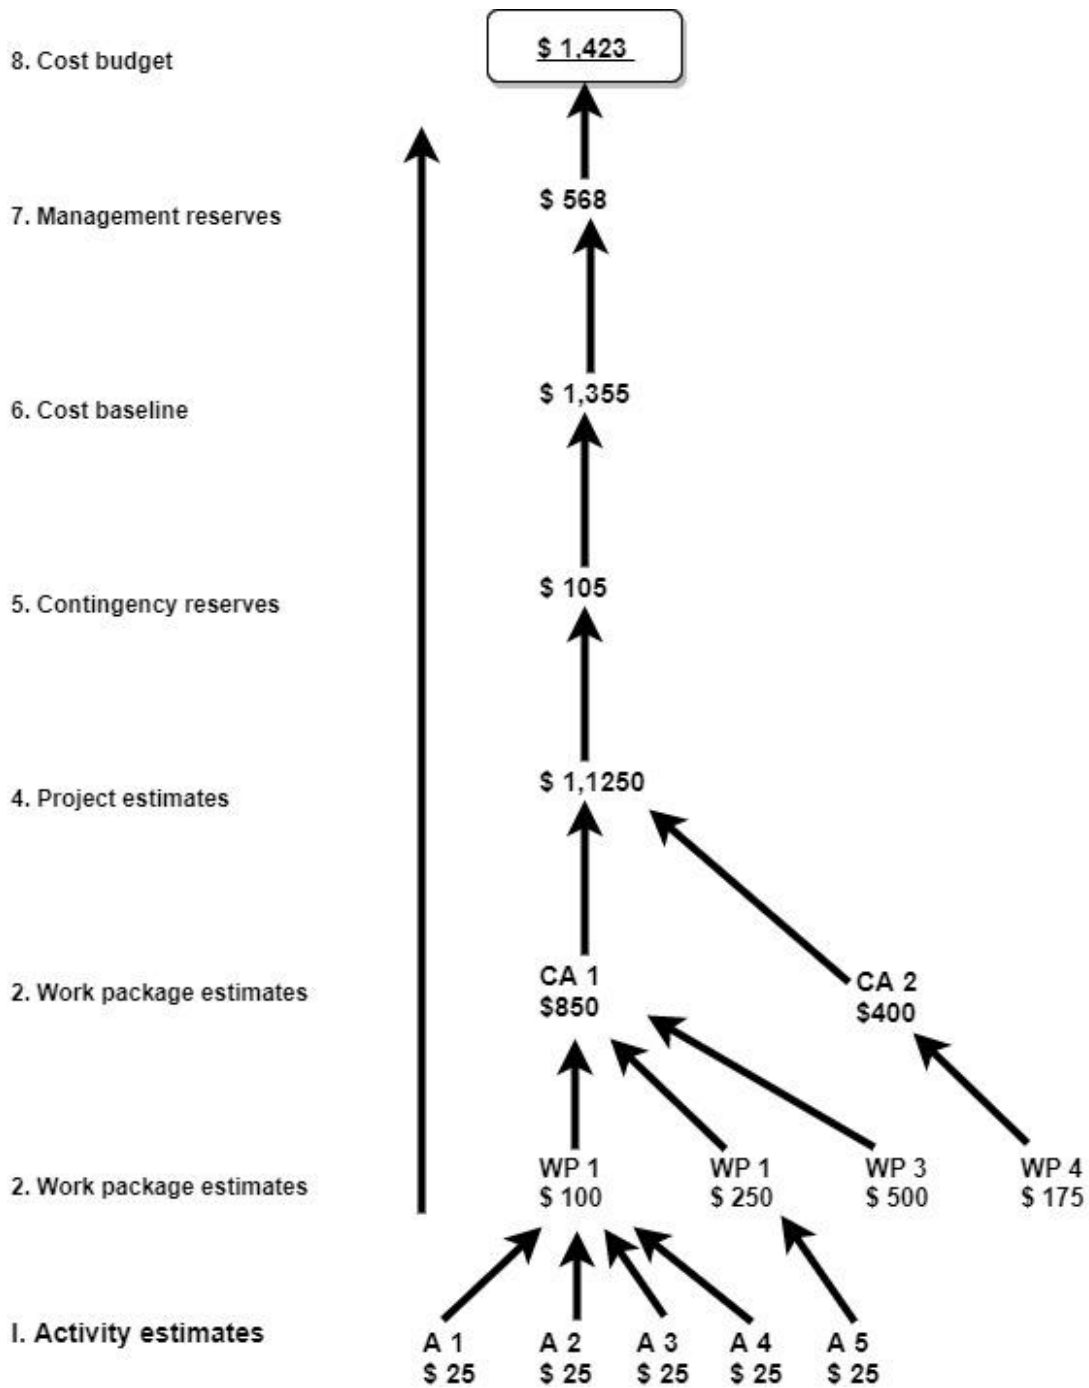 8. Cost budget
$ 1,423
7. Management reserves
$ 568
6. Cost baseline
$ 1,355
5. Contingency reserves
$ 105
4. Project estimates
$ 1,1250
2. Work package estimates
CA 1
$850
CA 2
$400
2. Work package estimates
WP 1
$ 100
WP 1
$ 250
WP 3
$ 500
WP 4
$ 175
I. Activity estimates
A 1
$ 25
A 2
$ 25
A 3
$ 25
A 4
$ 25
A 5
$ 25